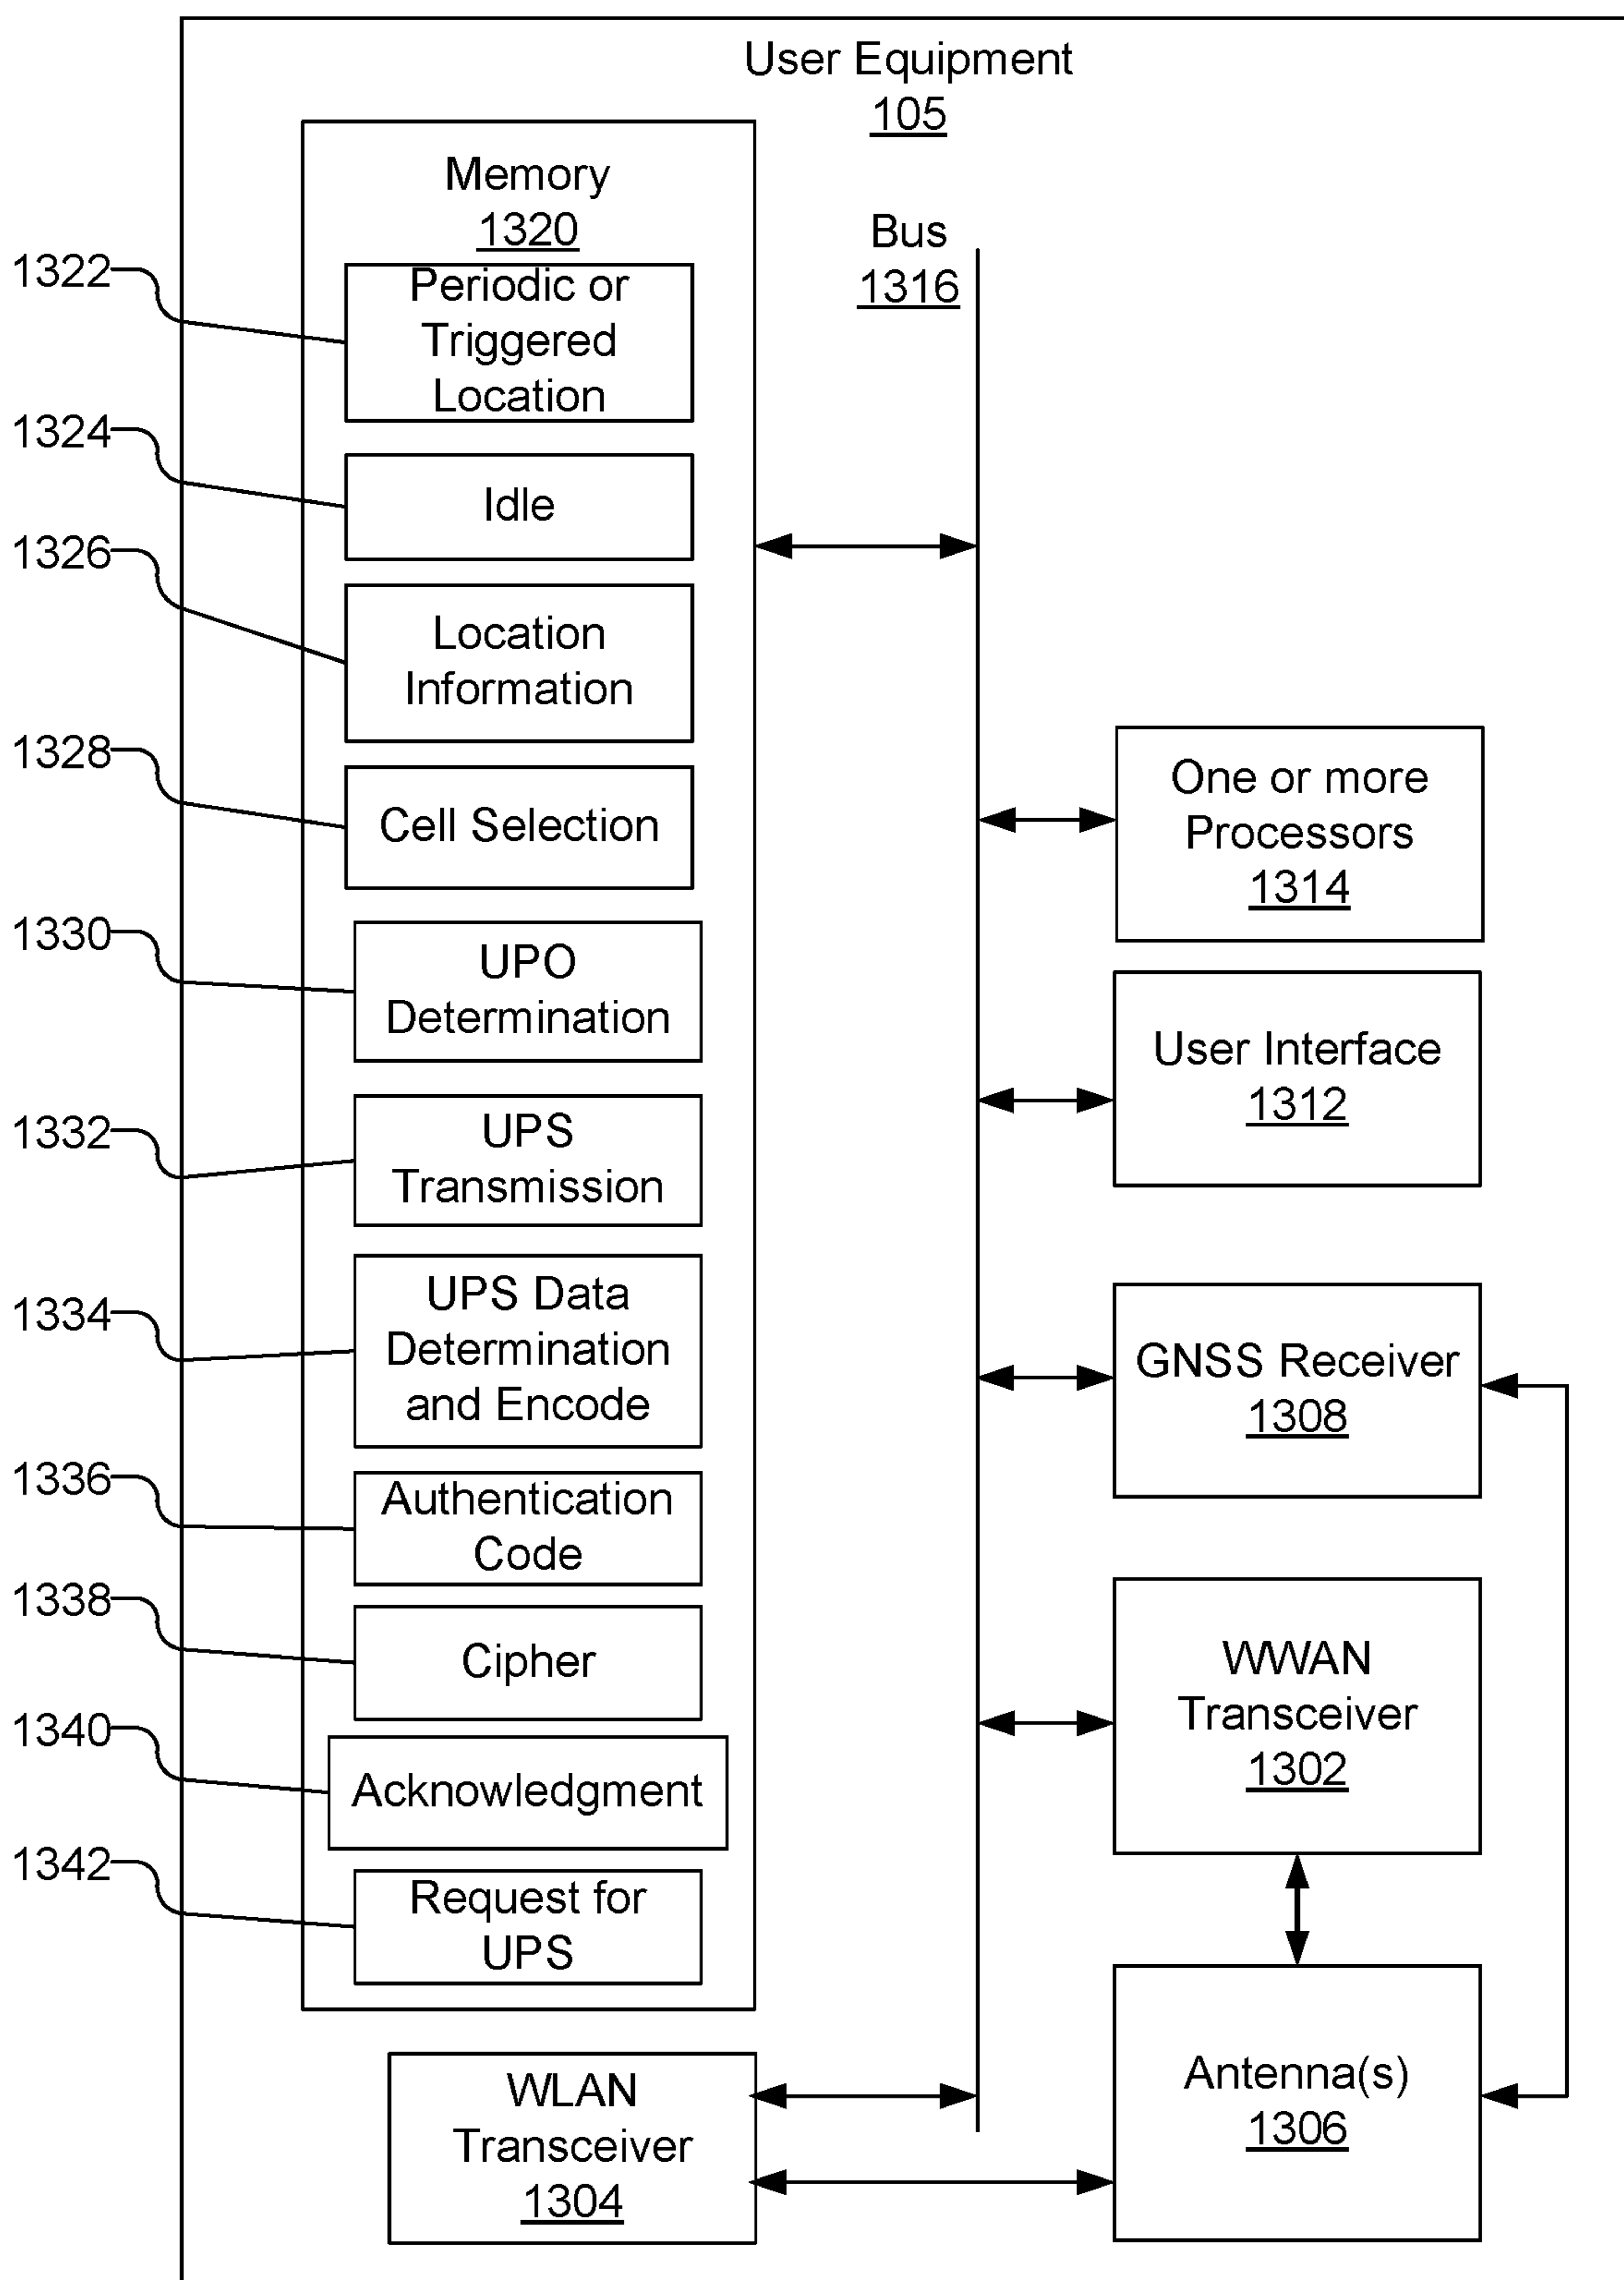 User Equipment
105
Memory
1320
Bus
1316
1322
Periodic or
Triggered
Location
1324
Idle
1326
Location
Information
1328
Cell Selection
One or more
Processors
1314
1330
UPO
Determination
User Interface
1312
1332
UPS
Transmission
1334
UPS Data
Determination
and Encode
GNSS Receiver
1308
1336
Authentication
Code
1338
Cipher
WWAN
Transceiver
1302
1340
Acknowledgment
1342
Request for
UPS
WLAN
Transceiver
1304
Antenna(s)
1306